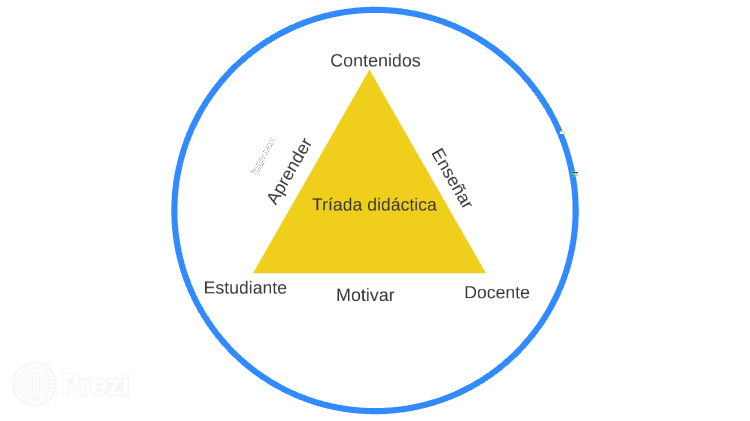 Contenidos
Aprender
Enseñar
Tríada didáctica
Estudiante
Motivar
Docente
Prezi